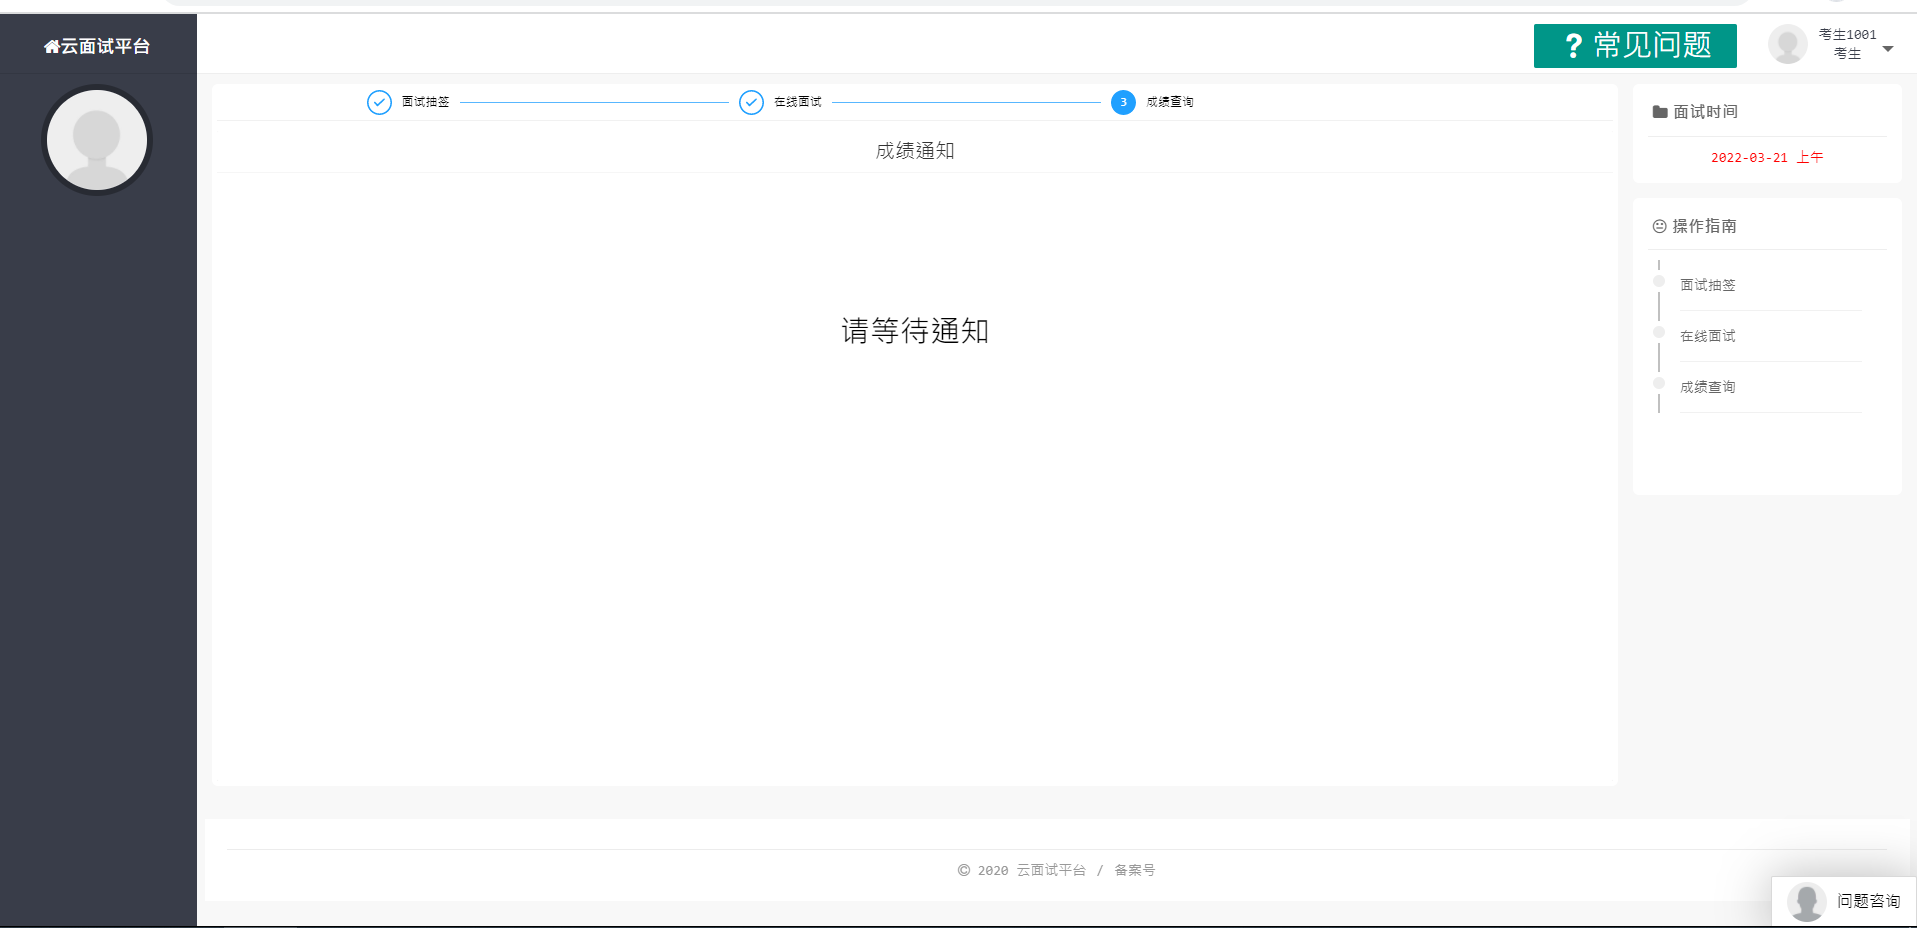 云面试平台
? 常见问题
考生1001
考生
面试抽签
在线面试
3 成绩查询
成绩通知
请等待通知
面试时间
2022-03-21 上午
操作指南
面试抽签
在线面试
成绩查询
© 2020 云面试平台 / 备案号
问题咨询